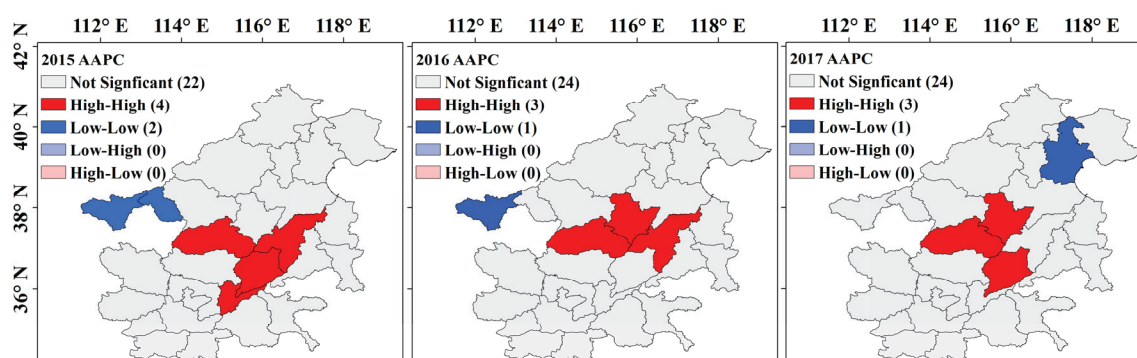 112° E 114° E 116° E 118° E 112° E 114° E 116° E 118° E 112° E 114° E 116° E 118° E
42° N
40° N
38° N
36° N
2015 AAPC
Not Signficant (22)
High-High (4)
Low-Low (2)
Low-High (0)
High-Low (0)
2016 AAPC
Not Signficant (24)
High-High (3)
Low-Low (1)
Low-High (0)
High-Low (0)
2017 AAPC
Not Signficant (24)
High-High (3)
Low-Low (1)
Low-High (0)
High-Low (0)